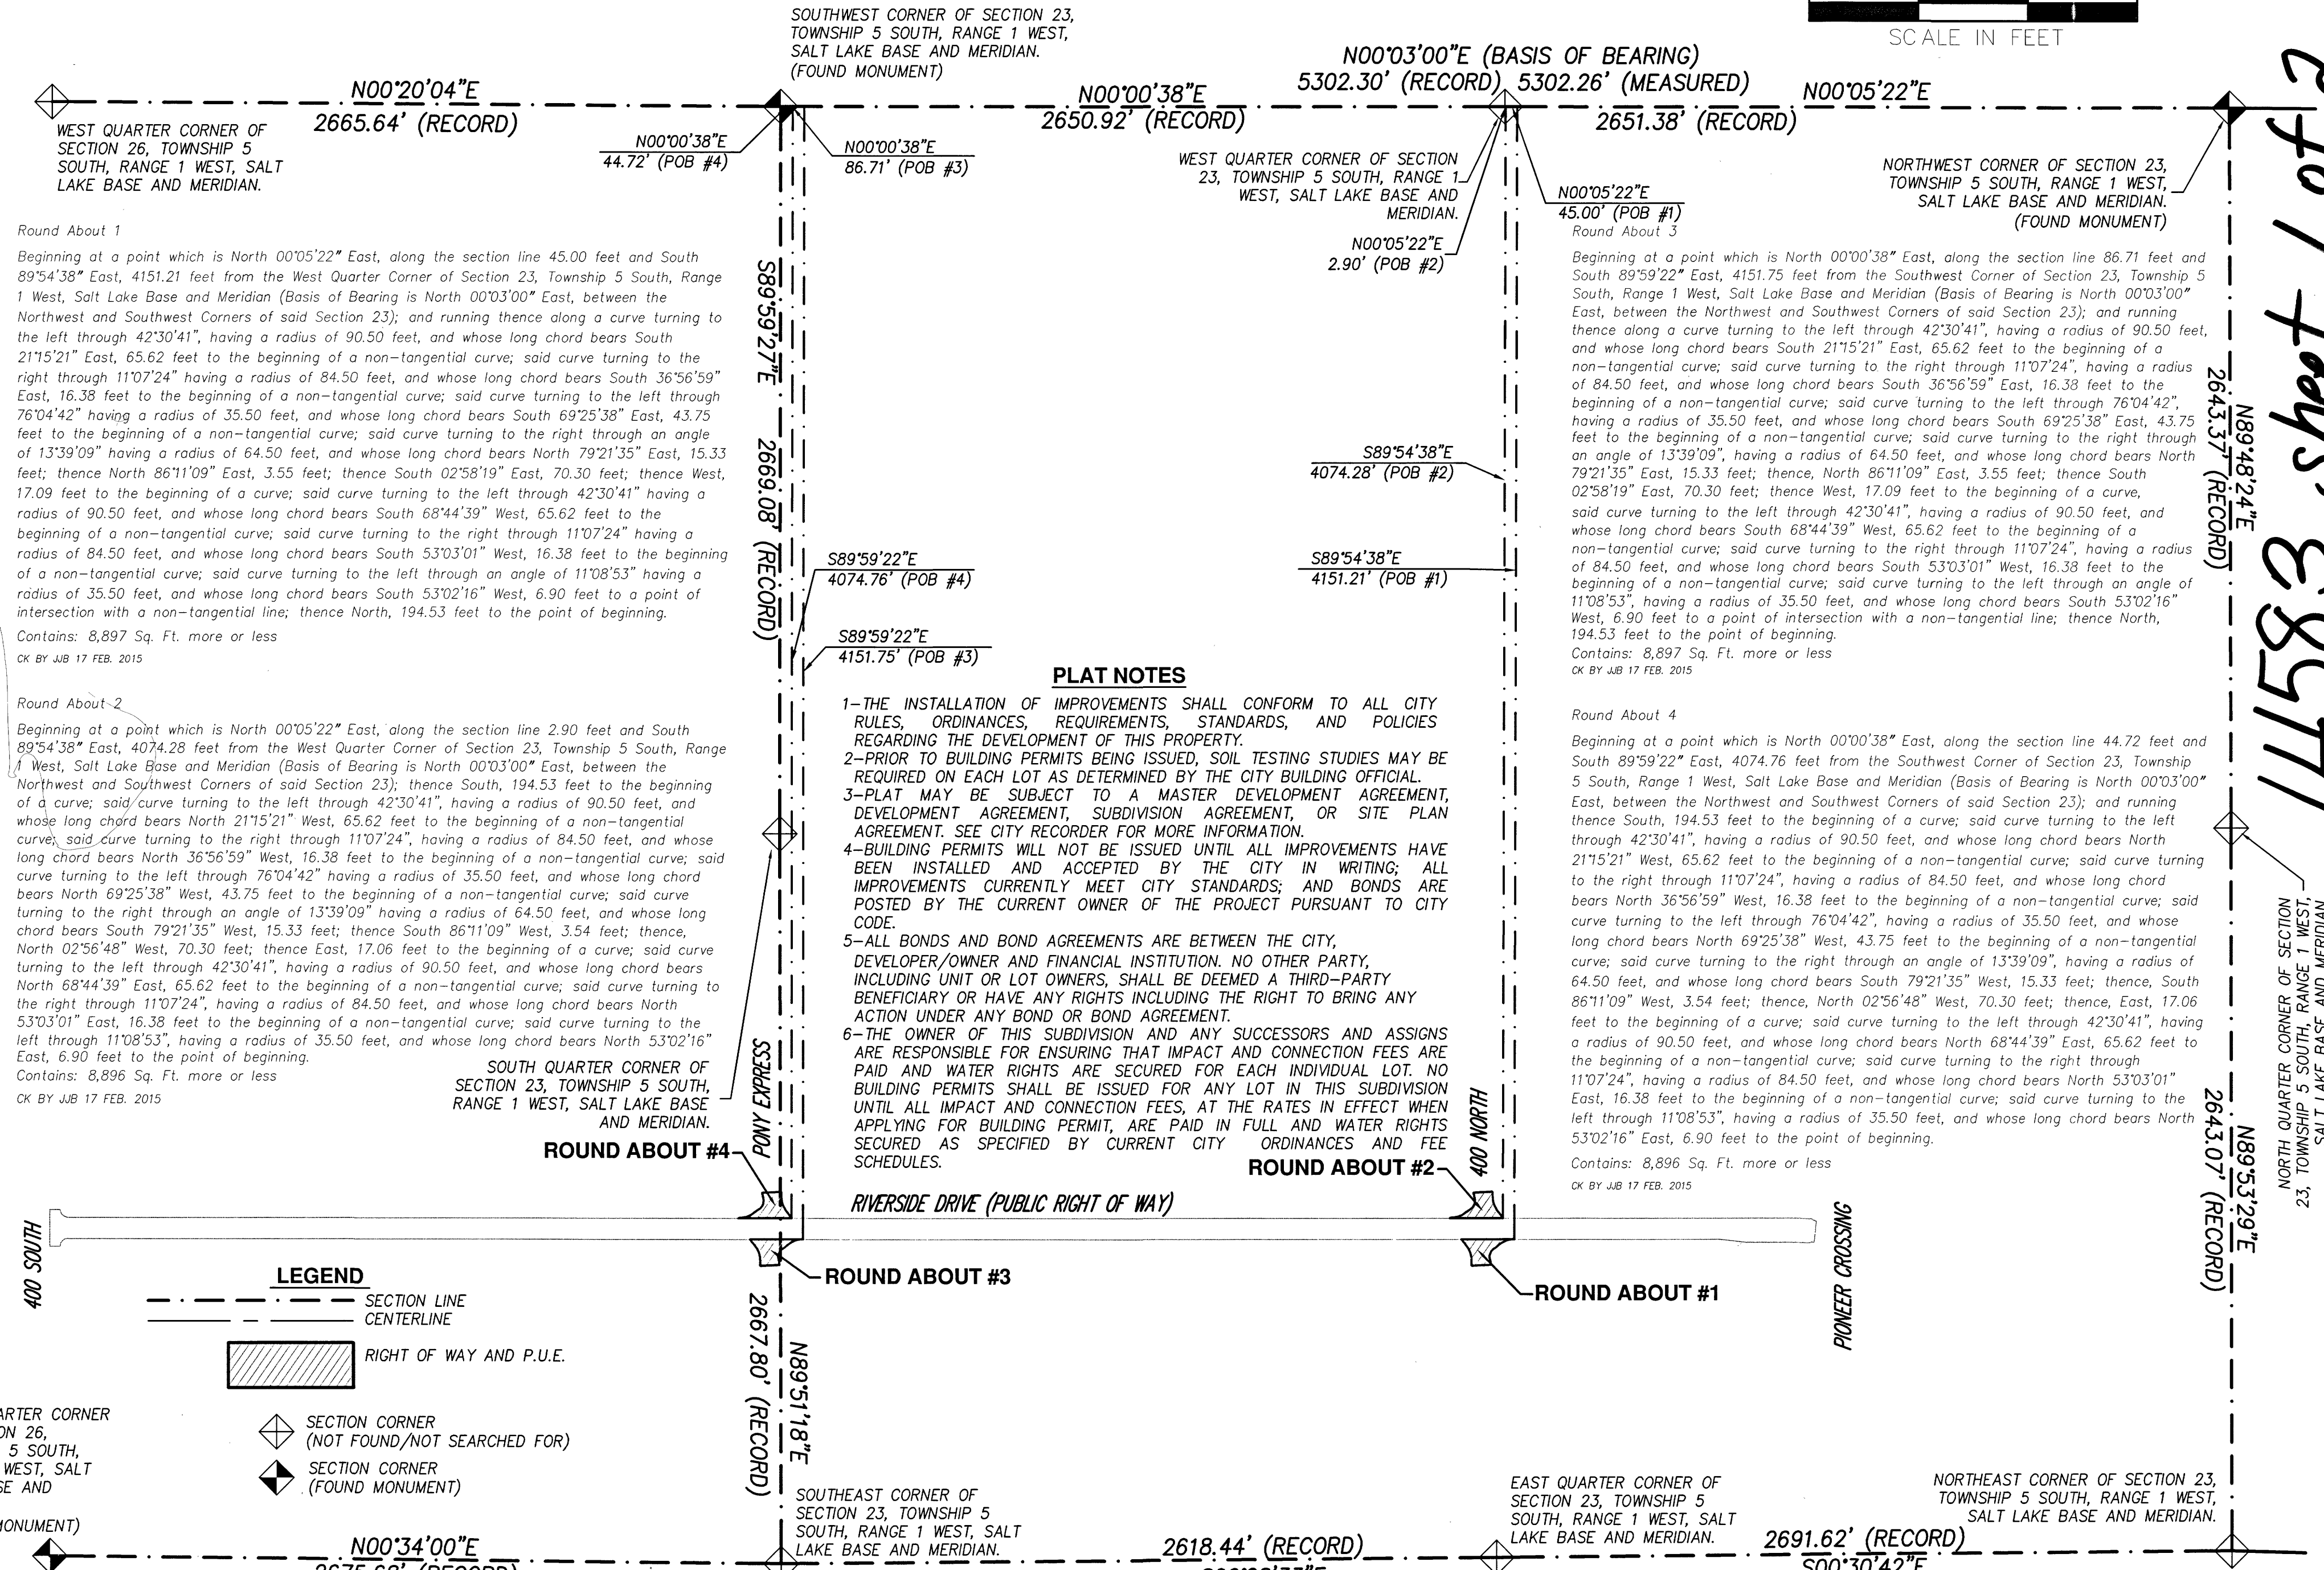 SCALE IN FEET
SOUTHWEST CORNER OF SECTION 23,
TOWNSHIP 5 SOUTH, RANGE 1 WEST,
SALT LAKE BASE AND MERIDIAN.
(FOUND MONUMENT)
N00°03'00"E (BASIS OF BEARING)
5302.30' (RECORD) 5302.26' (MEASURED)
N00°20'04"E
2665.64' (RECORD)
N00°00'38"E
2650.92' (RECORD)
N00°05'22"E
2651.38' (RECORD)
WEST QUARTER CORNER OF
SECTION 26, TOWNSHIP 5
SOUTH, RANGE 1 WEST, SALT
LAKE BASE AND MERIDIAN.
N00°00'38"E
44.72' (POB #4)
N00°00'38"E
86.71' (POB #3)
WEST QUARTER CORNER OF SECTION
23, TOWNSHIP 5 SOUTH, RANGE 1
WEST, SALT LAKE BASE AND
MERIDIAN.
N00°05'22"E
2.90' (POB #2)
N00°05'22"E
45.00' (POB #1)
NORTHWEST CORNER OF SECTION 23,
TOWNSHIP 5 SOUTH, RANGE 1 WEST,
SALT LAKE BASE AND MERIDIAN.
(FOUND MONUMENT)
Round About 1
Beginning at a point which is North 00°05'22" East, along the section line 45.00 feet and South
89°54'38" East, 4151.21 feet from the West Quarter Corner of Section 23, Township 5 South, Range
1 West, Salt Lake Base and Meridian (Basis of Bearing is North 00°03'00" East, between the
Northwest and Southwest Corners of said Section 23); and running thence along a curve turning to
the left through 42°30'41", having a radius of 90.50 feet, and whose long chord bears South
21°15'21" East, 65.62 feet to the beginning of a non-tangential curve; said curve turning to the
right through 11°07'24" having a radius of 84.50 feet, and whose long chord bears South 36°56'59"
East, 16.38 feet to the beginning of a non-tangential curve; said curve turning to the left through
76°04'42" having a radius of 35.50 feet, and whose long chord bears South 69°25'38" East, 43.75
feet to the beginning of a non-tangential curve; said curve turning to the right through an angle
of 13°39'09" having a radius of 64.50 feet, and whose long chord bears North 79°21'35" East, 15.33
feet; thence North 86°11'09" East, 3.55 feet; thence South 02°58'19" East, 70.30 feet; thence West,
17.09 feet to the beginning of a curve; said curve turning to the left through 42°30'41" having a
radius of 90.50 feet, and whose long chord bears South 68°44'39" West, 65.62 feet to the
beginning of a non-tangential curve; said curve turning to the right through 11°07'24" having a
radius of 84.50 feet, and whose long chord bears South 53°03'01" West, 16.38 feet to the beginning
of a non-tangential curve; said curve turning to the left through an angle of 11°08'53" having a
radius of 35.50 feet, and whose long chord bears South 53°02'16" West, 6.90 feet to a point of
intersection with a non-tangential line; thence North, 194.53 feet to the point of beginning.
Contains: 8,897 Sq. Ft. more or less
CK BY JJB 17 FEB. 2015
Round About 2
Beginning at a point which is North 00°05'22" East, along the section line 2.90 feet and South
89°54'38" East, 4074.28 feet from the West Quarter Corner of Section 23, Township 5 South, Range
1 West, Salt Lake Base and Meridian (Basis of Bearing is North 00°03'00" East, between the
Northwest and Southwest Corners of said Section 23); thence South, 194.53 feet to the beginning
of a curve; said curve turning to the left through 42°30'41", having a radius of 90.50 feet, and
whose long chord bears North 21°15'21" West, 65.62 feet to the beginning of a non-tangential
curve; said curve turning to the right through 11°07'24", having a radius of 84.50 feet, and whose
long chord bears North 36°56'59" West, 16.38 feet to the beginning of a non-tangential curve; said
curve turning to the left through 76°04'42" having a radius of 35.50 feet, and whose long chord
bears North 69°25'38" West, 43.75 feet to the beginning of a non-tangential curve; said curve
turning to the right through an angle of 13°39'09" having a radius of 64.50 feet, and whose long
chord bears South 79°21'35" West, 15.33 feet; thence South 86°11'09" West, 3.54 feet; thence,
North 02°56'48" West, 70.30 feet; thence East, 17.06 feet to the beginning of a curve; said curve
turning to the left through 42°30'41", having a radius of 90.50 feet, and whose long chord bears
North 68°44'39" East, 65.62 feet to the beginning of a non-tangential curve; said curve turning to
the right through 11°07'24", having a radius of 84.50 feet, and whose long chord bears North
53°03'01" East, 16.38 feet to the beginning of a non-tangential curve; said curve turning to the
left through 11°08'53", having a radius of 35.50 feet, and whose long chord bears North 53°02'16"
East, 6.90 feet to the point of beginning.
Contains: 8,896 Sq. Ft. more or less
CK BY JJB 17 FEB. 2015
SOUTH QUARTER CORNER OF
SECTION 23, TOWNSHIP 5 SOUTH,
RANGE 1 WEST, SALT LAKE BASE
AND MERIDIAN.
S89°59'27"E
2669.08' (RECORD)
S89°59'22"E
4074.76' (POB #4)
S89°59'22"E
4151.75' (POB #3)
S89°54'38"E
4074.28' (POB #2)
S89°54'38"E
4151.21' (POB #1)
PLAT NOTES
1-THE INSTALLATION OF IMPROVEMENTS SHALL CONFORM TO ALL CITY
RULES, ORDINANCES, REQUIREMENTS, STANDARDS, AND POLICIES
REGARDING THE DEVELOPMENT OF THIS PROPERTY.
2-PRIOR TO BUILDING PERMITS BEING ISSUED, SOIL TESTING STUDIES MAY BE
REQUIRED ON EACH LOT AS DETERMINED BY THE CITY BUILDING OFFICIAL.
3-PLAT MAY BE SUBJECT TO A MASTER DEVELOPMENT AGREEMENT,
DEVELOPMENT AGREEMENT, SUBDIVISION AGREEMENT, OR SITE PLAN
AGREEMENT. SEE CITY RECORDER FOR MORE INFORMATION.
4-BUILDING PERMITS WILL NOT BE ISSUED UNTIL ALL IMPROVEMENTS HAVE
BEEN INSTALLED AND ACCEPTED BY THE CITY IN WRITING; ALL
IMPROVEMENTS CURRENTLY MEET CITY STANDARDS; AND BONDS ARE
POSTED BY THE CURRENT OWNER OF THE PROJECT PURSUANT TO CITY
CODE.
5-ALL BONDS AND BOND AGREEMENTS ARE BETWEEN THE CITY,
DEVELOPER/OWNER AND FINANCIAL INSTITUTION. NO OTHER PARTY,
INCLUDING UNIT OR LOT OWNERS, SHALL BE DEEMED A THIRD-PARTY
BENEFICIARY OR HAVE ANY RIGHTS INCLUDING THE RIGHT TO BRING ANY
ACTION UNDER ANY BOND OR BOND AGREEMENT.
6-THE OWNER OF THIS SUBDIVISION AND ANY SUCCESSORS AND ASSIGNS
ARE RESPONSIBLE FOR ENSURING THAT IMPACT AND CONNECTION FEES ARE
PAID AND WATER RIGHTS ARE SECURED FOR EACH INDIVIDUAL LOT. NO
BUILDING PERMITS SHALL BE ISSUED FOR ANY LOT IN THIS SUBDIVISION
UNTIL ALL IMPACT AND CONNECTION FEES, AT THE RATES IN EFFECT WHEN
APPLYING FOR BUILDING PERMIT, ARE PAID IN FULL AND WATER RIGHTS
SECURED AS SPECIFIED BY CURRENT CITY ORDINANCES AND FEE
SCHEDULES.
Round About 3
Beginning at a point which is North 00°00'38" East, along the section line 86.71 feet and
South 89°59'22" East, 4151.75 feet from the Southwest Corner of Section 23, Township 5
South, Range 1 West, Salt Lake Base and Meridian (Basis of Bearing is North 00°03'00"
East, between the Northwest and Southwest Corners of said Section 23); and running
thence along a curve turning to the left through 42°30'41", having a radius of 90.50 feet,
and whose long chord bears South 21°15'21" East, 65.62 feet to the beginning of a
non-tangential curve; said curve turning to the right through 11°07'24", having a radius
of 84.50 feet, and whose long chord bears South 36°56'59" East, 16.38 feet to the
beginning of a non-tangential curve; said curve turning to the left through 76°04'42",
having a radius of 35.50 feet, and whose long chord bears South 69°25'38" East, 43.75
feet to the beginning of a non-tangential curve; said curve turning to the right through
an angle of 13°39'09", having a radius of 64.50 feet, and whose long chord bears North
79°21'35" East, 15.33 feet; thence, North 86°11'09" East, 3.55 feet; thence South
02°58'19" East, 70.30 feet; thence West, 17.09 feet to the beginning of a curve,
said curve turning to the left through 42°30'41", having a radius of 90.50 feet, and
whose long chord bears South 68°44'39" West, 65.62 feet to the beginning of a
non-tangential curve; said curve turning to the right through 11°07'24", having a radius
of 84.50 feet, and whose long chord bears South 53°03'01" West, 16.38 feet to the
beginning of a non-tangential curve; said curve turning to the left through an angle of
11°08'53", having a radius of 35.50 feet, and whose long chord bears South 53°02'16"
West, 6.90 feet to a point of intersection with a non-tangential line; thence North,
194.53 feet to the point of beginning.
Contains: 8,897 Sq. Ft. more or less
CK BY JJB 17 FEB. 2015
Round About 4
Beginning at a point which is North 00°00'38" East, along the section line 44.72 feet and
South 89°59'22" East, 4074.76 feet from the Southwest Corner of Section 23, Township
5 South, Range 1 West, Salt Lake Base and Meridian (Basis of Bearing is North 00°03'00"
East, between the Northwest and Southwest Corners of said Section 23); and running
thence South, 194.53 feet to the beginning of a curve; said curve turning to the left
through 42°30'41", having a radius of 90.50 feet, and whose long chord bears North
21°15'21" West, 65.62 feet to the beginning of a non-tangential curve; said curve turning
to the right through 11°07'24", having a radius of 84.50 feet, and whose long chord
bears North 36°56'59" West, 16.38 feet to the beginning of a non-tangential curve; said
curve turning to the left through 76°04'42", having a radius of 35.50 feet, and whose
long chord bears North 69°25'38" West, 43.75 feet to the beginning of a non-tangential
curve; said curve turning to the right through an angle of 13°39'09", having a radius of
64.50 feet, and whose long chord bears South 79°21'35" West, 15.33 feet; thence, South
86°11'09" West, 3.54 feet; thence, North 02°56'48" West, 70.30 feet; thence, East, 17.06
feet to the beginning of a curve; said curve turning to the left through 42°30'41", having
a radius of 90.50 feet, and whose long chord bears North 68°44'39" East, 65.62 feet to
the beginning of a non-tangential curve; said curve turning to the right through
11°07'24", having a radius of 84.50 feet, and whose long chord bears North 53°03'01"
East, 16.38 feet to the beginning of a non-tangential curve; said curve turning to the
left through 11°08'53", having a radius of 35.50 feet, and whose long chord bears North
53°02'16" East, 6.90 feet to the point of beginning.
Contains: 8,896 Sq. Ft. more or less
CK BY JJB 17 FEB. 2015
N89°48'24"E
2643.37' (RECORD)
NORTH QUARTER CORNER OF SECTION
23, TOWNSHIP 5 SOUTH, RANGE 1 WEST,
SALT LAKE BASE AND MERIDIAN
N89°53'29"E
2643.07' (RECORD)
PONY EXPRESS
400 NORTH
ROUND ABOUT #4
ROUND ABOUT #2
RIVERSIDE DRIVE (PUBLIC RIGHT OF WAY)
400 SOUTH
PIONEER CROSSING
ROUND ABOUT #3
ROUND ABOUT #1
LEGEND
SECTION LINE
CENTERLINE
RIGHT OF WAY AND P.U.E.
SECTION CORNER
(NOT FOUND/NOT SEARCHED FOR)
SECTION CORNER
(FOUND MONUMENT)
N89°51'18"E
2667.80' (RECORD)
ARTER CORNER
ON 26,
5 SOUTH,
WEST, SALT
SE AND
MONUMENT)
SOUTHEAST CORNER OF
SECTION 23, TOWNSHIP 5
SOUTH, RANGE 1 WEST, SALT
LAKE BASE AND MERIDIAN.
EAST QUARTER CORNER OF
SECTION 23, TOWNSHIP 5
SOUTH, RANGE 1 WEST, SALT
LAKE BASE AND MERIDIAN.
NORTHEAST CORNER OF SECTION 23,
TOWNSHIP 5 SOUTH, RANGE 1 WEST,
SALT LAKE BASE AND MERIDIAN.
N00°34'00"E
2618.44' (RECORD)
2691.62' (RECORD)
S00°30'42"E